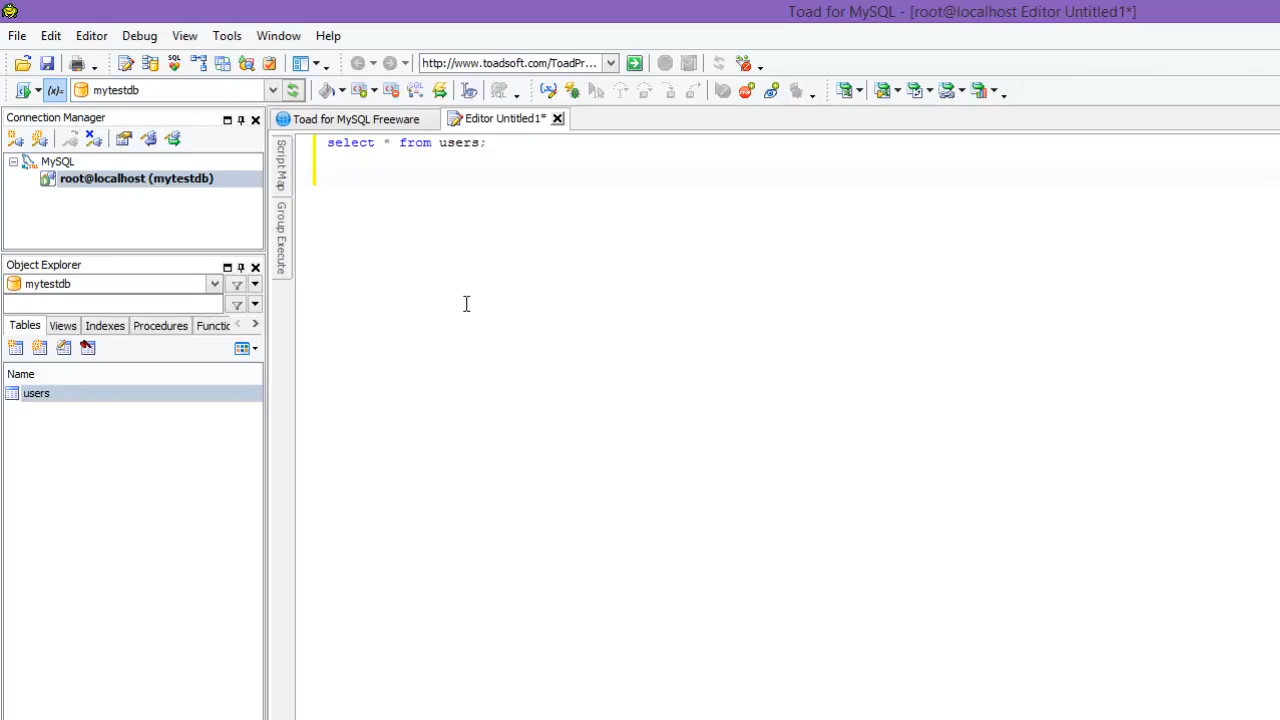 Toad for MySQL - [root@localhost Editor Untitled1*]
File Edit Editor Debug View Tools Window Help
SQL http://www.toadsoft.com/ToadPr...
(x)= mytestdb
Connection Manager
Toad for MySQL Freeware
Editor Untitled1*
select * from users;
MySQL
root@localhost (mytestdb)
Script Map
Group Execute
Object Explorer
mytestdb
Tables Views Indexes Procedures Functic
Name
users